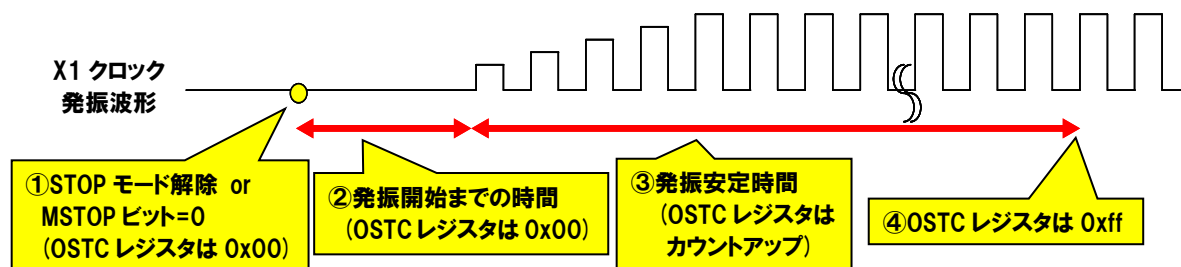 X1 クロック
発振波形
①STOP モード解除 or
MSTOP ビット=0
(OSTC レジスタは 0x00)
②発振開始までの時間
(OSTC レジスタは 0x00)
③発振安定時間
(OSTC レジスタは
カウントアップ)
④OSTC レジスタは 0xff